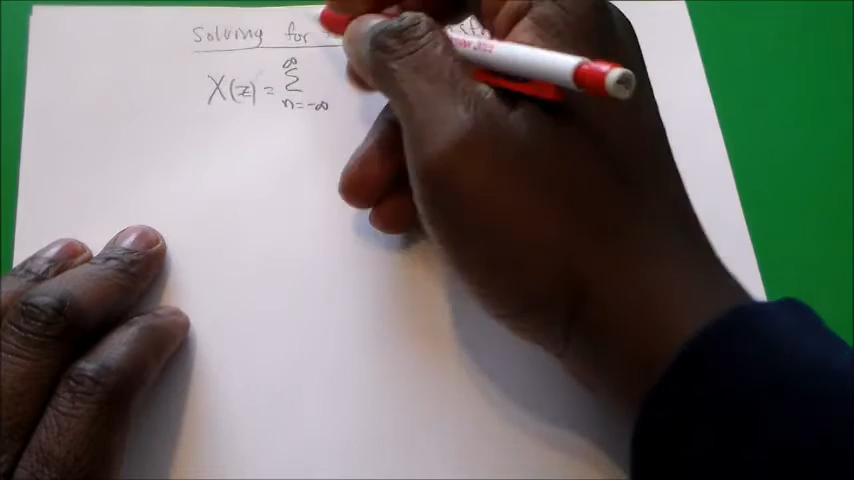 Solving for
X(z) = ∞ Σ n=-∞